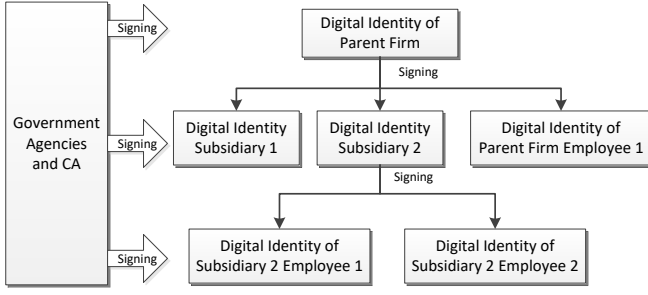 Signing
Digital Identity of
Parent Firm
Signing
Government
Agencies
and CA
Signing
Digital Identity
Subsidiary 1
Digital Identity
Subsidiary 2
Digital Identity of
Parent Firm Employee 1
Signing
Signing
Digital Identity of
Subsidiary 2 Employee 1
Digital Identity of
Subsidiary 2 Employee 2